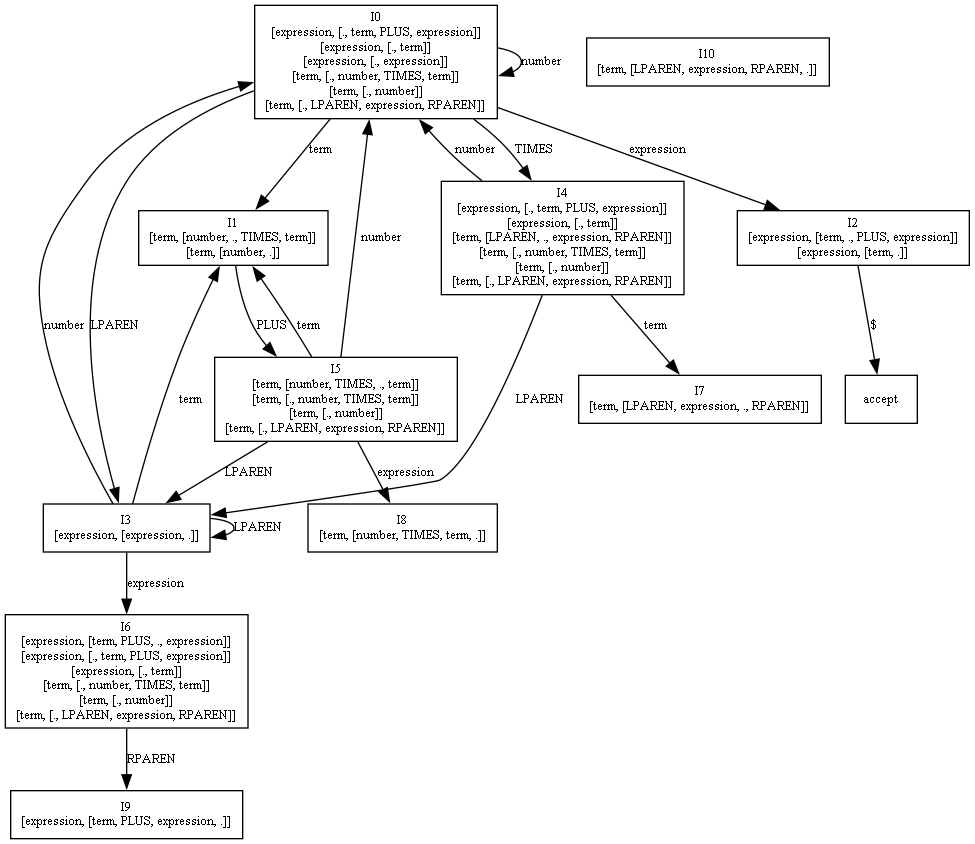 I0
[expression, [., term, PLUS, expression]]
[expression, [., term]]
[expression, [., expression]]
[term, [., number, TIMES, term]]
[term, [., number]]
[term, [., LPAREN, expression, RPAREN]]
number
I10
[term, [LPAREN, expression, RPAREN, .]]
term
number
TIMES
expression
I4
[expression, [., term, PLUS, expression]]
[expression, [., term]]
[term, [LPAREN, ., expression, RPAREN]]
[term, [., number, TIMES, term]]
[term, [., number]]
[term, [., LPAREN, expression, RPAREN]]
I1
[term, [number, ., TIMES, term]]
[term, [number, .]]
I2
[expression, [term, ., PLUS, expression]]
[expression, [term, .]]
number
number
LPAREN
PLUS
term
term
$
I5
[term, [number, TIMES, ., term]]
[term, [., number, TIMES, term]]
[term, [., number]]
[term, [., LPAREN, expression, RPAREN]]
term
LPAREN
I7
[term, [LPAREN, expression, ., RPAREN]]
accept
LPAREN
expression
I3
[expression, [expression, .]]
LPAREN
I8
[term, [number, TIMES, term, .]]
expression
I6
[expression, [term, PLUS, ., expression]]
[expression, [., term, PLUS, expression]]
[expression, [., term]]
[term, [., number, TIMES, term]]
[term, [., number]]
[term, [., LPAREN, expression, RPAREN]]
RPAREN
I9
[expression, [term, PLUS, expression, .]]